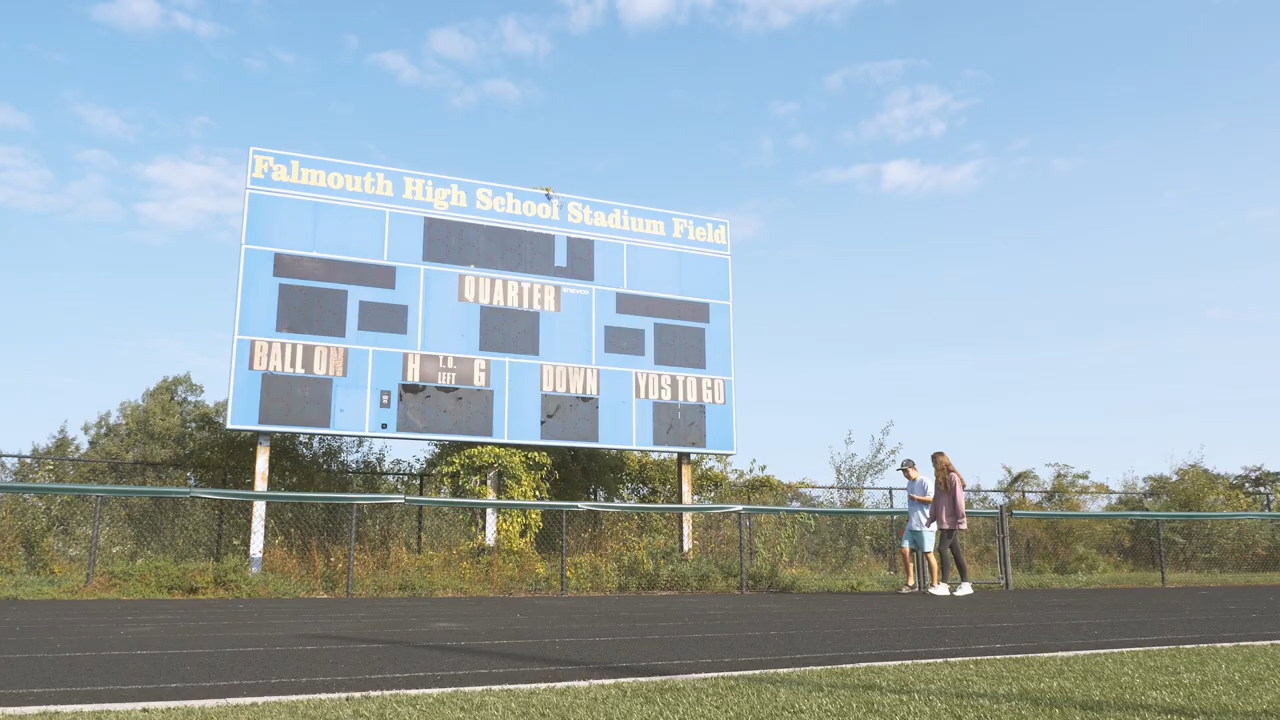 Falmouth High School Stadium Field
QUARTER
BALL ON
H T.O. LEFT G
DOWN
YDS TO GO